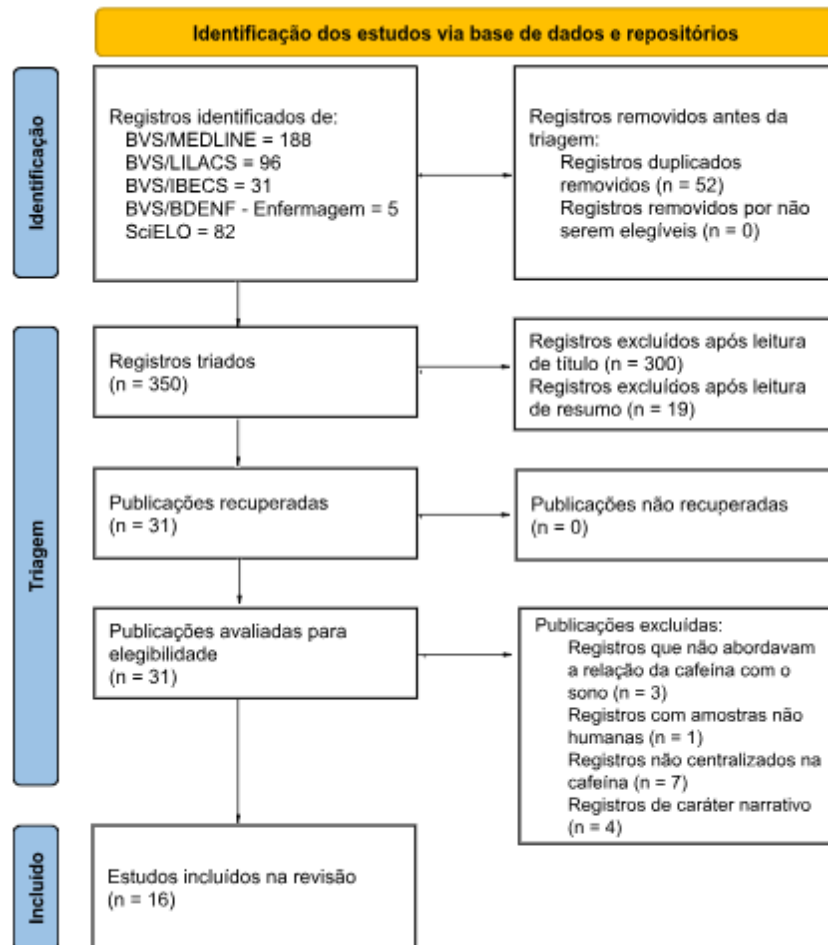 Identificação dos estudos via base de dados e repositórios
Identificação
Registros identificados de:
BVS/MEDLINE = 188
BVS/LILACS = 96
BVS/IBECS = 31
BVS/BDENF - Enfermagem = 5
SciELO = 82
Registros removidos antes da
triagem:
Registros duplicados
removidos (n = 52)
Registros removidos por não
serem elegíveis (n = 0)
Triagem
Registros triados
(n = 350)
Registros excluídos após leitura
de título (n = 300)
Registros excluídos após leitura
de resumo (n = 19)
Publicações recuperadas
(n = 31)
Publicações não recuperadas
(n = 0)
Publicações avaliadas para
elegibilidade
(n = 31)
Publicações excluídas:
Registros que não abordavam
a relação da cafeína com o
sono (n = 3)
Registros com amostras não
humanas (n = 1)
Registros não centralizados na
cafeína (n = 7)
Registros de caráter narrativo
(n = 4)
Incluído
Estudos incluídos na revisão
(n = 16)